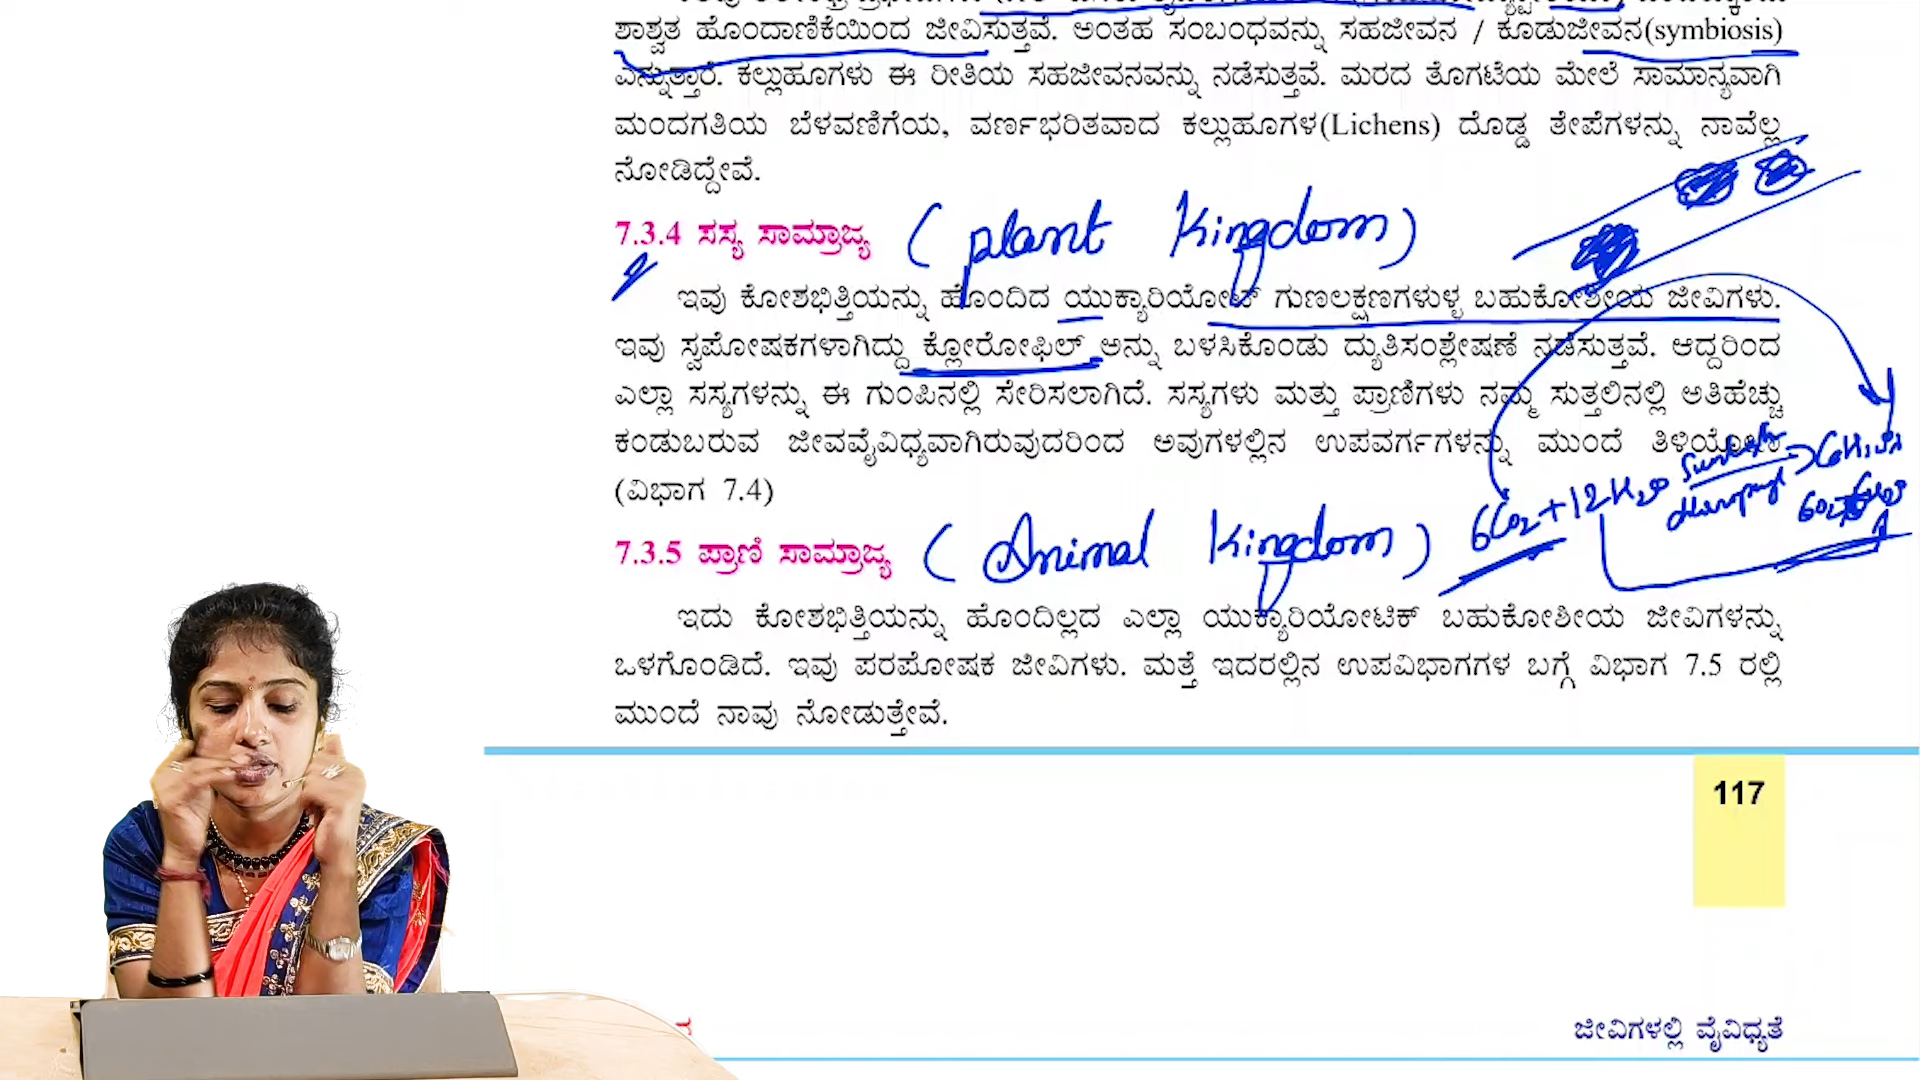 ಶಾಶ್ವತ ಹೊಂದಾಣಿಕೆಯಿಂದ ಜೀವಿಸುತ್ತವೆ. ಅಂತಹ ಸಂಬಂಧವನ್ನು ಸಹಜೀವನ / ಕೂಡುಜೀವನ(symbiosis)
ಎನ್ನುತ್ತಾರೆ. ಕಲ್ಲುಹೂಗಳು ಈ ರೀತಿಯ ಸಹಜೀವನವನ್ನು ನಡೆಸುತ್ತವೆ. ಮರದ ತೊಗಟೆಯ ಮೇಲೆ ಸಾಮಾನ್ಯವಾಗಿ
ಮಂದಗತಿಯ ಬೆಳವಣಿಗೆಯ, ವರ್ಣಭರಿತವಾದ ಕಲ್ಲುಹೂಗಳ(Lichens) ದೊಡ್ಡ ತೇಪೆಗಳನ್ನು ನಾವೆಲ್ಲ
ನೋಡಿದ್ದೇವೆ.
7.3.4 ಸಸ್ಯ ಸಾಮ್ರಾಜ್ಯ ( plant Kingdom )
ಇವು ಕೋಶಭಿತ್ತಿಯನ್ನು ಹೊಂದಿದ ಯುಕ್ಯಾರಿಯೋಟ್ ಗುಣಲಕ್ಷಣಗಳುಳ್ಳ ಬಹುಕೋಶೀಯ ಜೀವಿಗಳು.
ಇವು ಸ್ವಪೋಷಕಗಳಾಗಿದ್ದು ಕ್ಲೋರೋಫಿಲ್ ಅನ್ನು ಬಳಸಿಕೊಂಡು ದ್ಯುತಿಸಂಶ್ಲೇಷಣೆ ನಡೆಸುತ್ತವೆ. ಆದ್ದರಿಂದ
ಎಲ್ಲಾ ಸಸ್ಯಗಳನ್ನು ಈ ಗುಂಪಿನಲ್ಲಿ ಸೇರಿಸಲಾಗಿದೆ. ಸಸ್ಯಗಳು ಮತ್ತು ಪ್ರಾಣಿಗಳು ನಮ್ಮ ಸುತ್ತಲಿನಲ್ಲಿ ಅತಿಹೆಚ್ಚು
ಕಂಡುಬರುವ ಜೀವವೈವಿಧ್ಯವಾಗಿರುವುದರಿಂದ ಅವುಗಳಲ್ಲಿನ ಉಪವರ್ಗಗಳನ್ನು ಮುಂದೆ ತಿಳಿಯೋಣ
(ವಿಭಾಗ 7.4)
6CO2 + 12H2O
7.3.5 ಪ್ರಾಣಿ ಸಾಮ್ರಾಜ್ಯ ( Animal Kingdom )
ಇದು ಕೋಶಭಿತ್ತಿಯನ್ನು ಹೊಂದಿಲ್ಲದ ಎಲ್ಲಾ ಯುಕ್ಯಾರಿಯೋಟಿಕ್ ಬಹುಕೋಶೀಯ ಜೀವಿಗಳನ್ನು
ಒಳಗೊಂಡಿದೆ. ಇವು ಪರಪೋಷಕ ಜೀವಿಗಳು. ಮತ್ತೆ ಇದರಲ್ಲಿನ ಉಪವಿಭಾಗಗಳ ಬಗ್ಗೆ ವಿಭಾಗ 7.5 ರಲ್ಲಿ
ಮುಂದೆ ನಾವು ನೋಡುತ್ತೇವೆ.
117
ಜೀವಿಗಳಲ್ಲಿ ವೈವಿಧ್ಯತೆ